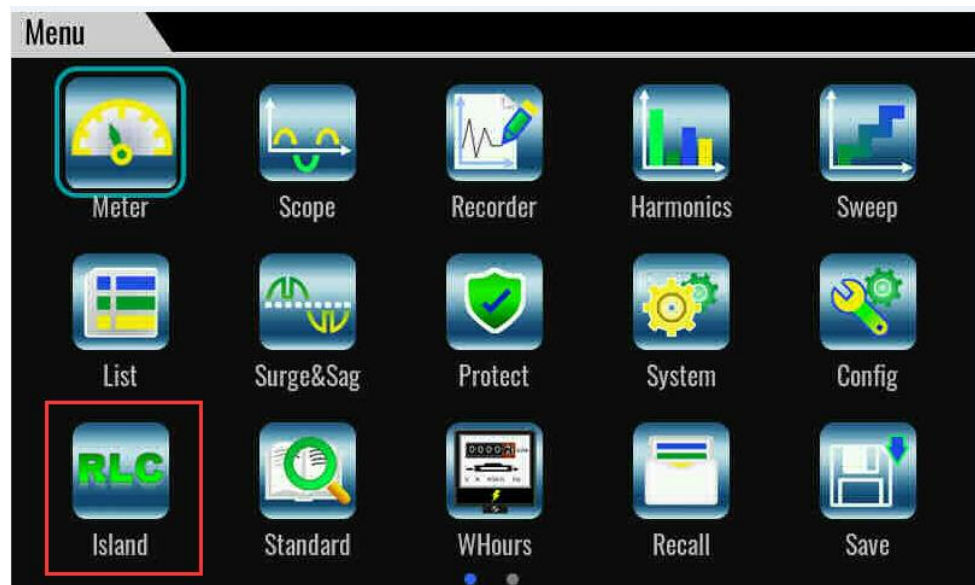 Menu
Meter Scope Recorder Harmonics Sweep
List Surge&Sag Protect System Config
RLC
Island Standard WHours Recall Save